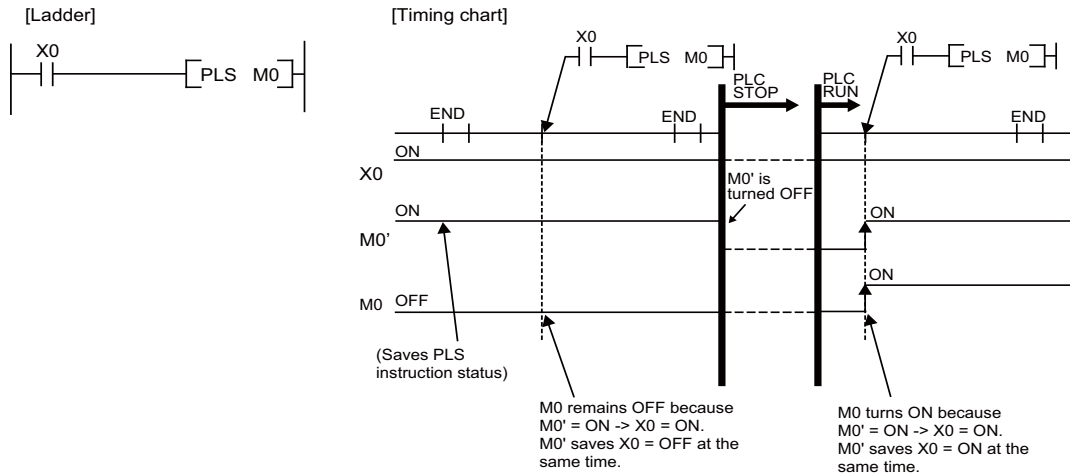 [Ladder]
X0
PLS M0
[Timing chart]
X0
PLS M0
X0
PLS M0
PLC
STOP
PLC
RUN
END
END
END
ON
X0
M0' is
turned OFF
ON
ON
M0'
ON
M0 OFF
(Saves PLS
instruction status)
M0 remains OFF because
M0' = ON -> X0 = ON.
M0' saves X0 = OFF at the
same time.
M0 turns ON because
M0' = ON -> X0 = ON.
M0' saves X0 = ON at the
same time.